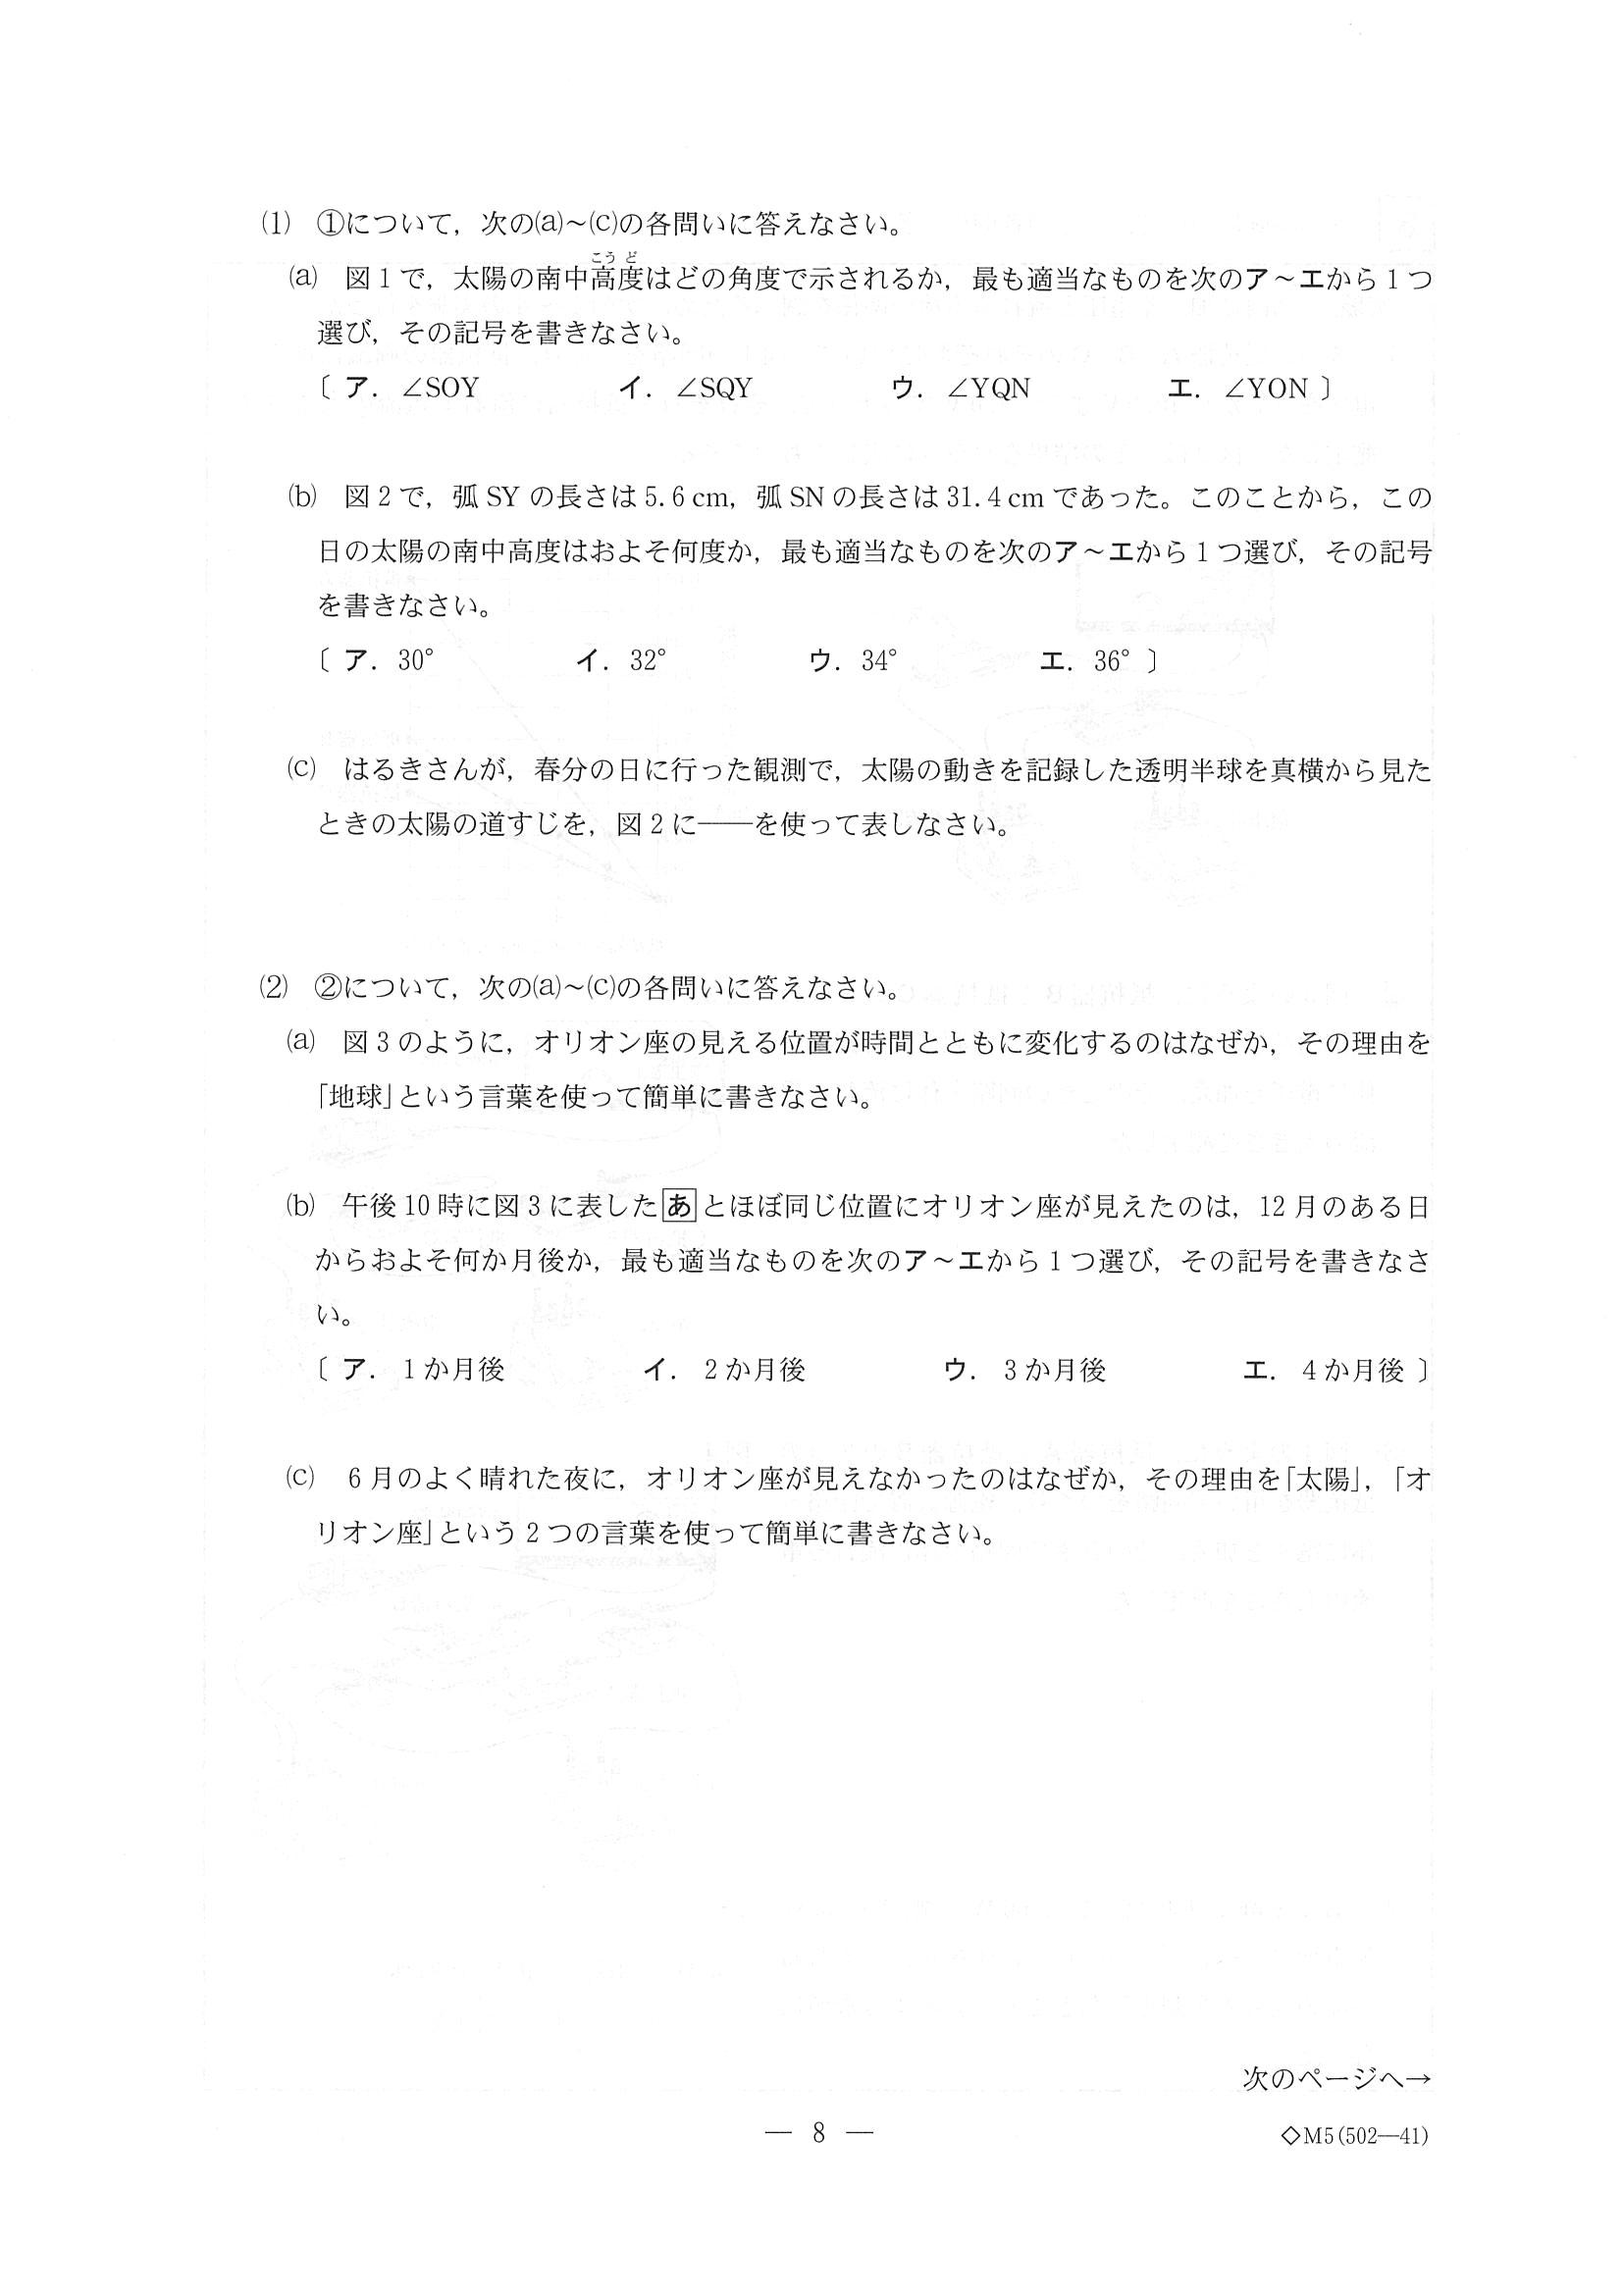 (1) ①について，次の(a)～(c)の各問いに答えなさい。
(a) 図1で，太陽の南中高度はどの角度で示されるか，最も適当なものを次のア～エから1つ
こう ど
選び，その記号を書きなさい。
〔 ア．∠SOY イ．∠SQY ウ．∠YQN エ．∠YON 〕
(b) 図2で，弧SYの長さは5.6cm，弧SNの長さは31.4cmであった。このことから，この
日の太陽の南中高度はおよそ何度か，最も適当なものを次のア～エから1つ選び，その記号
を書きなさい。
〔 ア．30° イ．32° ウ．34° エ．36° 〕
(c) はるきさんが，春分の日に行った観測で，太陽の動きを記録した透明半球を真横から見た
ときの太陽の道すじを，図2に――を使って表しなさい。
(2) ②について，次の(a)～(c)の各問いに答えなさい。
(a) 図3のように，オリオン座の見える位置が時間とともに変化するのはなぜか，その理由を
「地球」という言葉を使って簡単に書きなさい。
(b) 午後10時に図3に表したあとほぼ同じ位置にオリオン座が見えたのは，12月のある日
からおよそ何か月後か，最も適当なものを次のア～エから1つ選び，その記号を書きなさ
い。
〔 ア．1か月後 イ．2か月後 ウ．3か月後 エ．4か月後 〕
(c) 6月のよく晴れた夜に，オリオン座が見えなかったのはなぜか，その理由を「太陽」，「オ
リオン座」という2つの言葉を使って簡単に書きなさい。
次のページへ→
― 8 ―
◇M5(502―41)